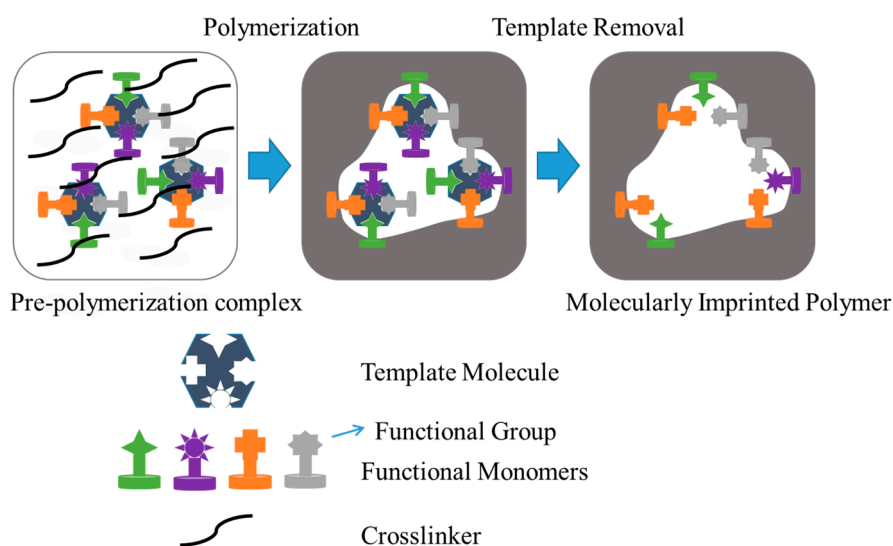 Polymerization
Template Removal
Pre-polymerization complex
Molecularly Imprinted Polymer
Template Molecule
Functional Group
Functional Monomers
Crosslinker